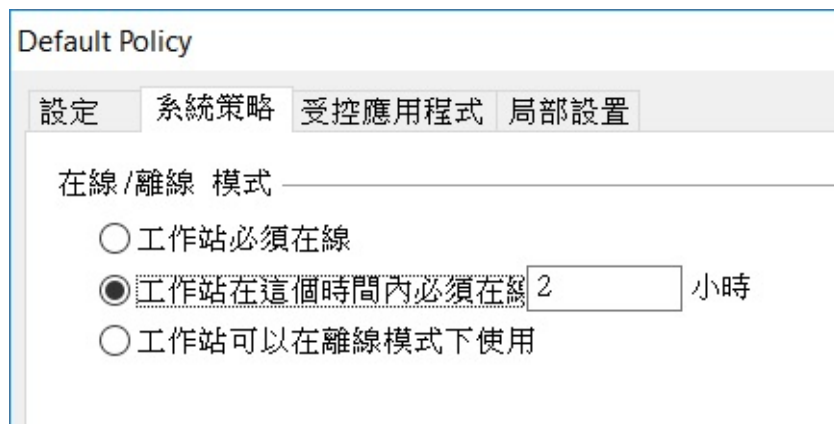 Default Policy
設定 系統策略 受控應用程式 局部設置
在線/離線 模式
工作站必須在線
工作站在這個時間內必須在線 2 小時
工作站可以在離線模式下使用